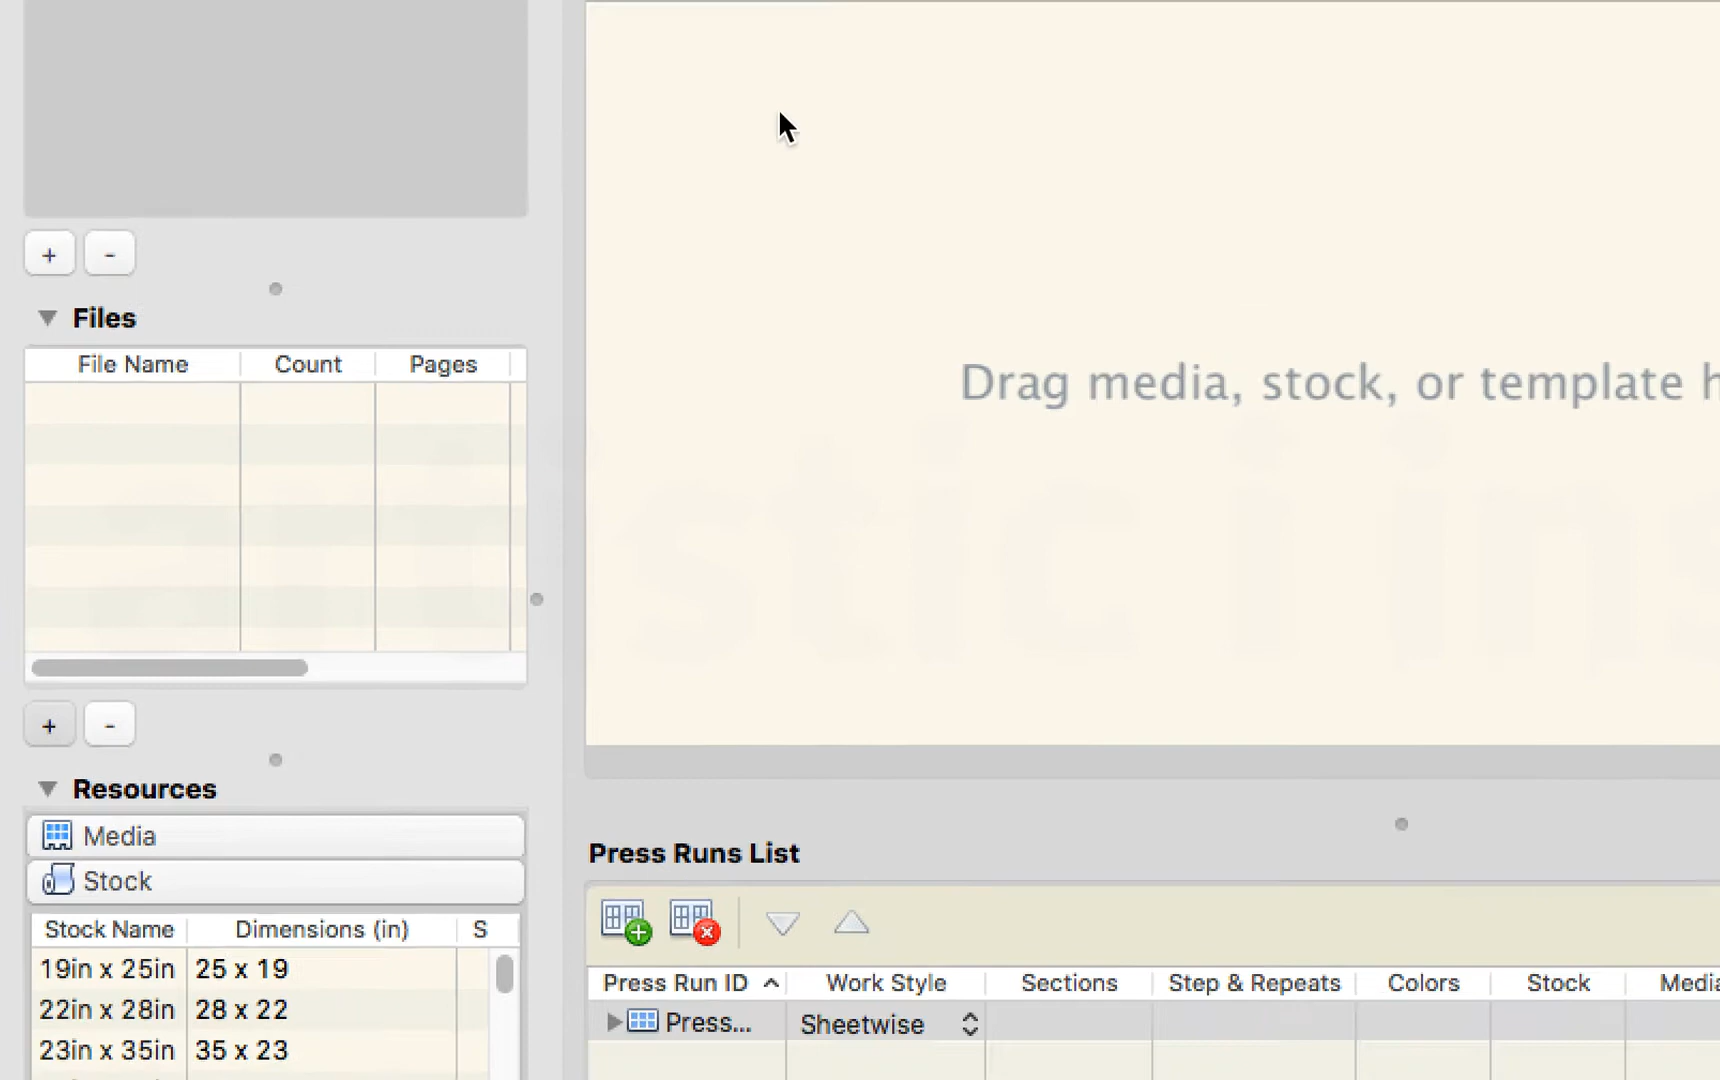 + -
Files
File Name Count Pages
Drag media, stock, or template h
+ -
Resources
Media
Stock
Stock Name Dimensions (in) S
19in x 25in 25 x 19
22in x 28in 28 x 22
23in x 35in 35 x 23
Press Runs List
Press Run ID Work Style Sections Step & Repeats Colors Stock Media
Press... Sheetwise